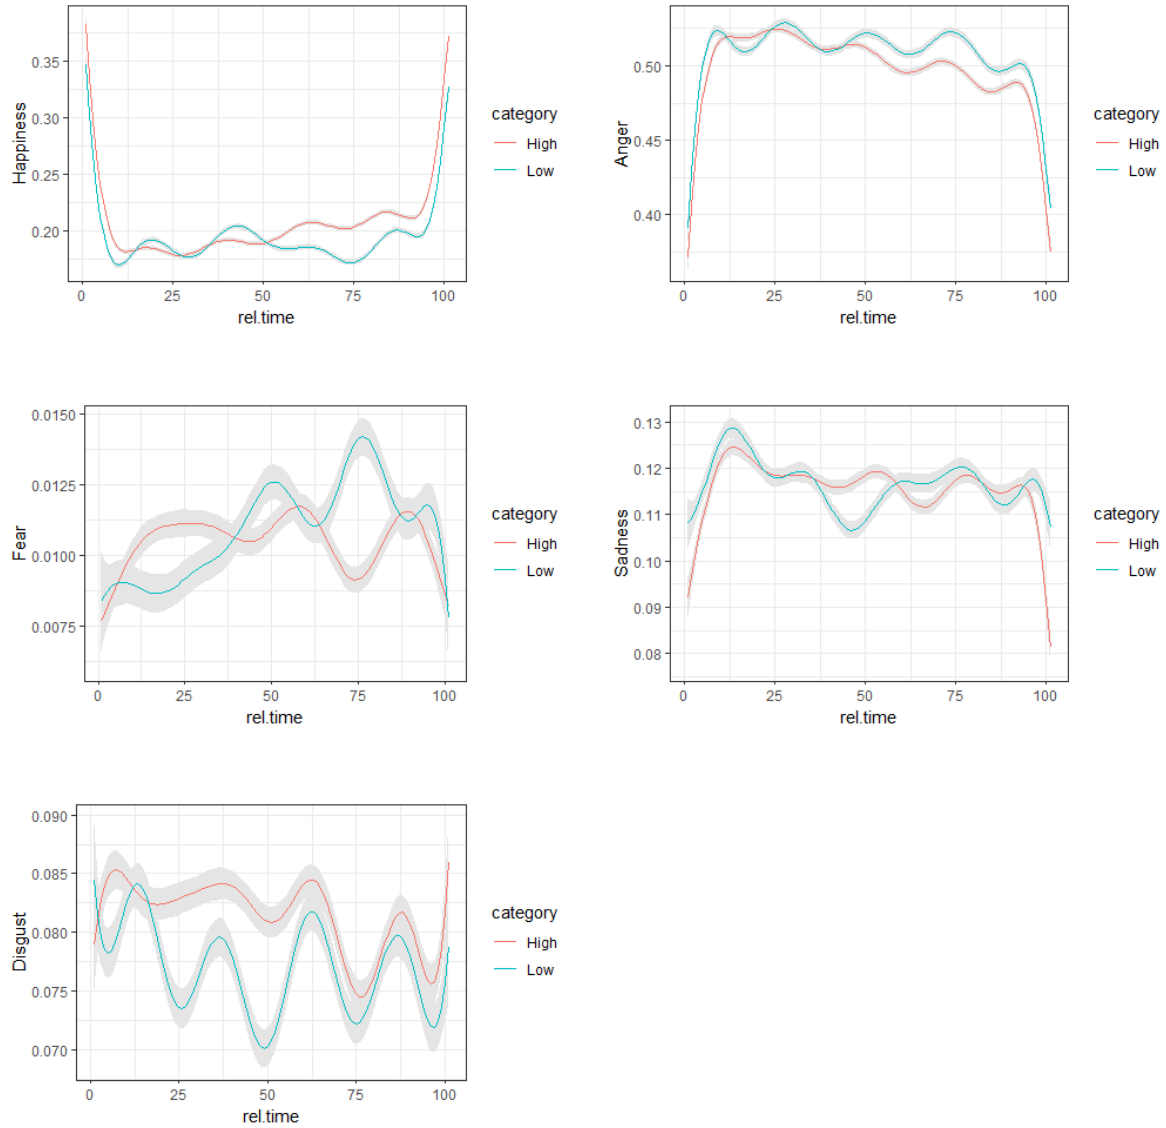 Happiness
0.35
0.30
0.25
0.20
0 25 50 75 100
rel.time
category
High
Low
Anger
0.50
0.45
0.40
0 25 50 75 100
rel.time
category
High
Low
Fear
0.0150
0.0125
0.0100
0.0075
0 25 50 75 100
rel.time
category
High
Low
Sadness
0.13
0.12
0.11
0.10
0.09
0.08
0 25 50 75 100
rel.time
category
High
Low
Disgust
0.090
0.085
0.080
0.075
0.070
0 25 50 75 100
rel.time
category
High
Low